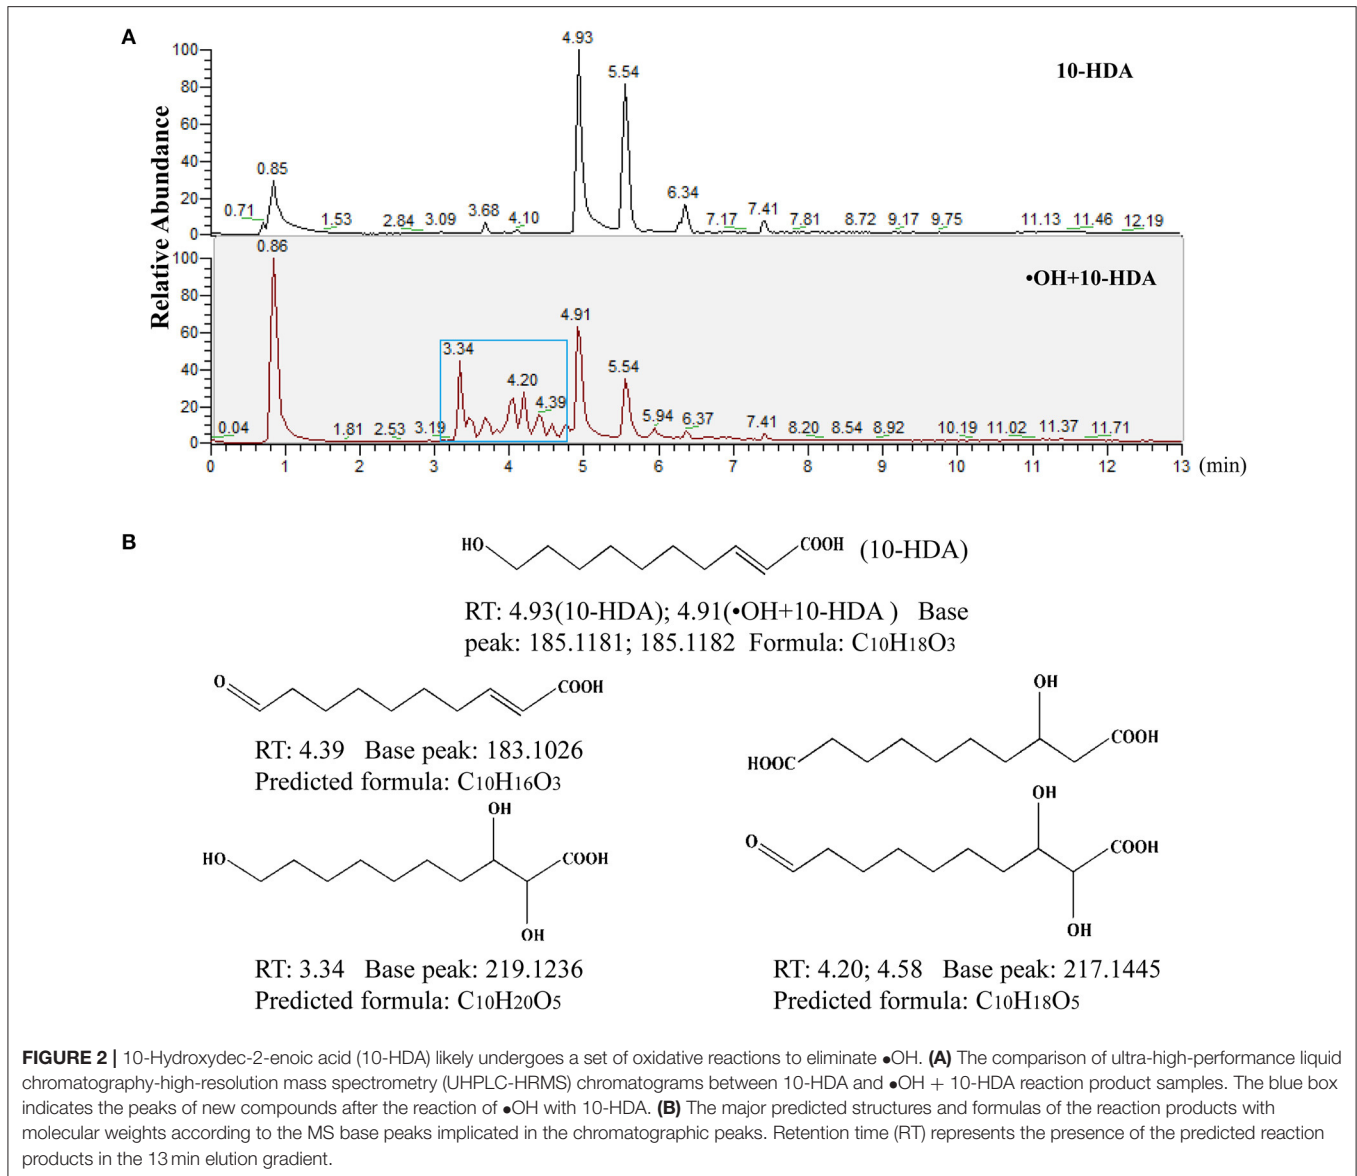 A
10-HDA
Relative Abundance
100
80
60
40
20
0
0.71
0.85
1.53
2.84
3.09
3.68
4.10
4.93
5.54
6.34
7.17
7.41
7.81
8.72
9.17
9.75
11.13
11.46
12.19
•OH+10-HDA
100
80
60
40
20
0
0.04
0.86
1.81
2.53
3.19
3.34
4.20
4.39
4.91
5.54
5.94
6.37
7.41
8.20
8.54
8.92
10.19
11.02
11.37
11.71
0 1 2 3 4 5 6 7 8 9 10 11 12 13 (min)
B
HO COOH (10-HDA)
RT: 4.93(10-HDA); 4.91(•OH+10-HDA ) Base
peak: 185.1181; 185.1182 Formula: C10H18O3
O COOH
RT: 4.39 Base peak: 183.1026
Predicted formula: C10H16O3
OH
HOOC COOH
OH
HO COOH
OH
RT: 3.34 Base peak: 219.1236
Predicted formula: C10H20O5
OH
O COOH
OH
RT: 4.20; 4.58 Base peak: 217.1445
Predicted formula: C10H18O5
FIGURE 2 | 10-Hydroxydec-2-enoic acid (10-HDA) likely undergoes a set of oxidative reactions to eliminate ●OH. (A) The comparison of ultra-high-performance liquid
chromatography-high-resolution mass spectrometry (UHPLC-HRMS) chromatograms between 10-HDA and ●OH + 10-HDA reaction product samples. The blue box
indicates the peaks of new compounds after the reaction of ●OH with 10-HDA. (B) The major predicted structures and formulas of the reaction products with
molecular weights according to the MS base peaks implicated in the chromatographic peaks. Retention time (RT) represents the presence of the predicted reaction
products in the 13 min elution gradient.